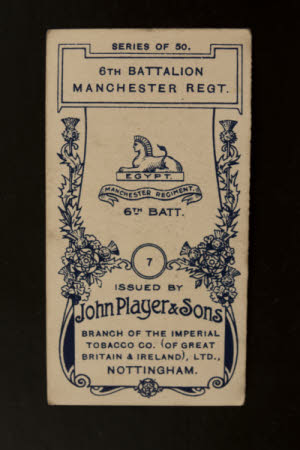 SERIES OF 50.
6TH BATTALION
MANCHESTER REGT.
EGYPT.
MANCHESTER REGIMENT.
6TH BATT.
7
ISSUED BY
John Player & Sons
BRANCH OF THE IMPERIAL
TOBACCO CO. (OF GREAT
BRITAIN & IRELAND), LTD.,
NOTTINGHAM.